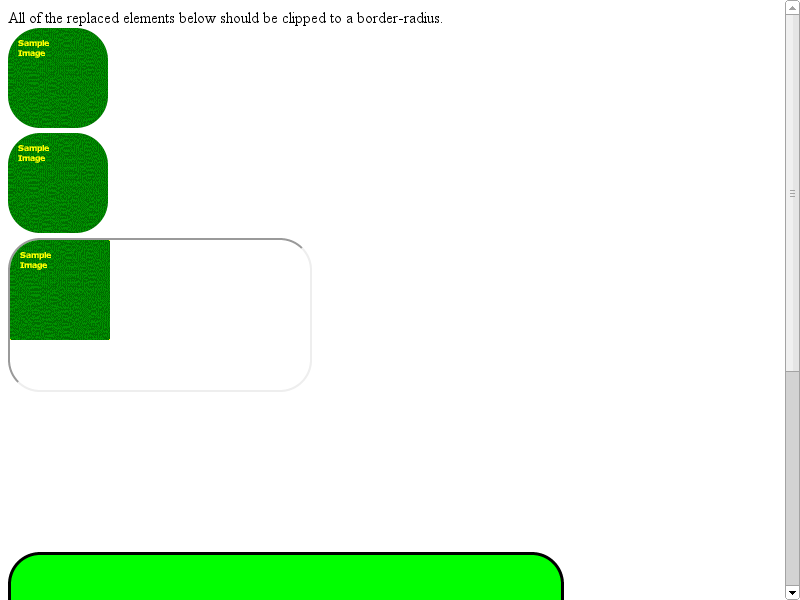 All of the replaced elements below should be clipped to a border-radius.
Sample
Image
Sample
Image
Sample
Image